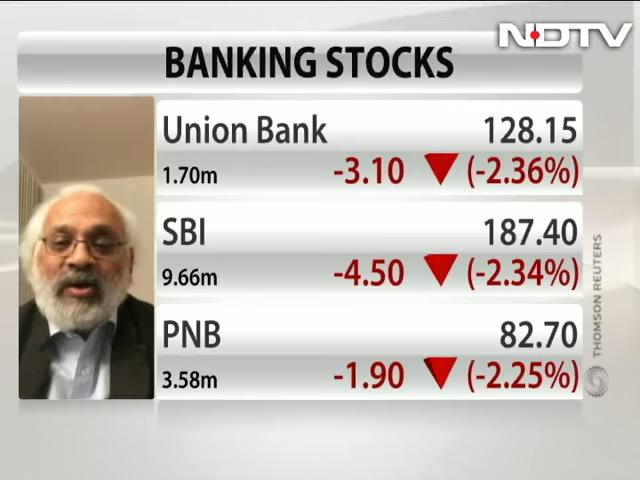 NDTV
BANKING STOCKS
Union Bank 128.15
1.70m -3.10 (-2.36%)
SBI 187.40
9.66m -4.50 (-2.34%)
PNB 82.70
3.58m -1.90 (-2.25%)
THOMSON REUTERS